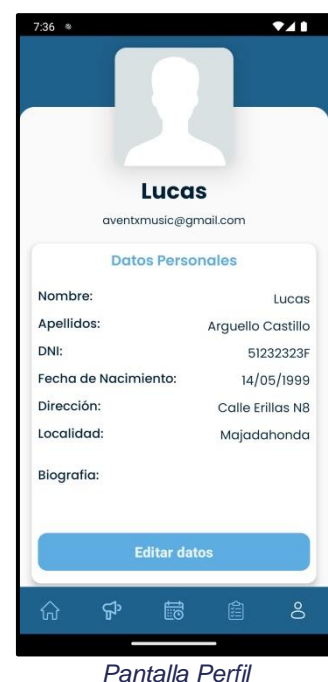 7:36
Lucas
aventxmusic@gmail.com
Datos Personales
Nombre: Lucas
Apellidos: Arguello Castillo
DNI: 51232323F
Fecha de Nacimiento: 14/05/1999
Dirección: Calle Erillas N8
Localidad: Majadahonda
Biografia:
Editar datos
Pantalla Perfil